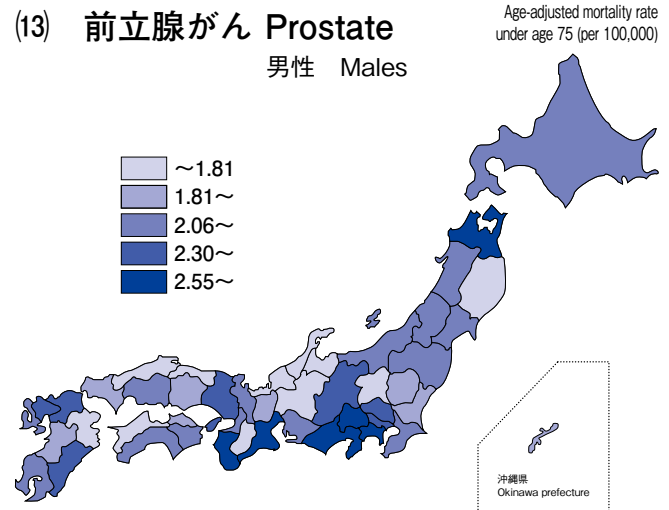 ⒀ 前立腺がん Prostate
男性 Males
Age-adjusted mortality rate
under age 75 (per 100,000)
～1.81
1.81～
2.06～
2.30～
2.55～
沖縄県
Okinawa prefecture